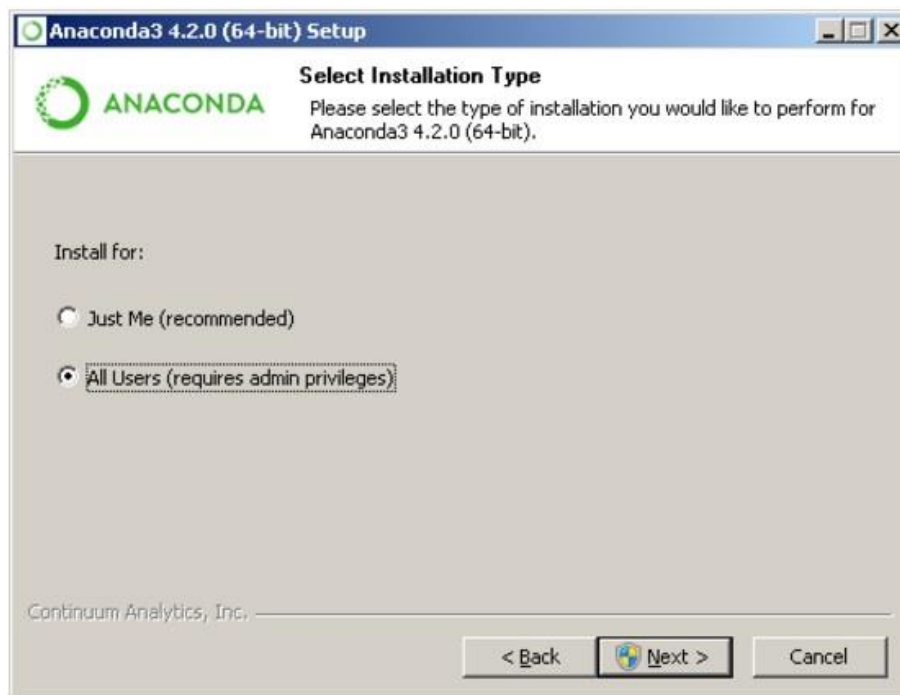 Anaconda3 4.2.0 (64-bit) Setup
ANACONDA
Select Installation Type
Please select the type of installation you would like to perform for
Anaconda3 4.2.0 (64-bit).
Install for:
Just Me (recommended)
All Users (requires admin privileges)
Continuum Analytics, Inc.
< Back
Next >
Cancel